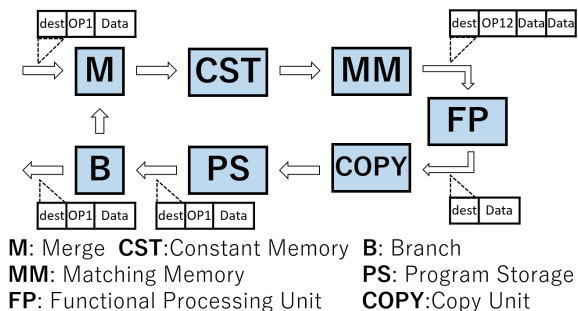 dest OP1 Data
dest OP12 Data Data
M CST MM
FP
B PS COPY
dest OP1 Data
dest OP1 Data
dest Data
M: Merge CST:Constant Memory B: Branch
MM: Matching Memory PS: Program Storage
FP: Functional Processing Unit COPY:Copy Unit